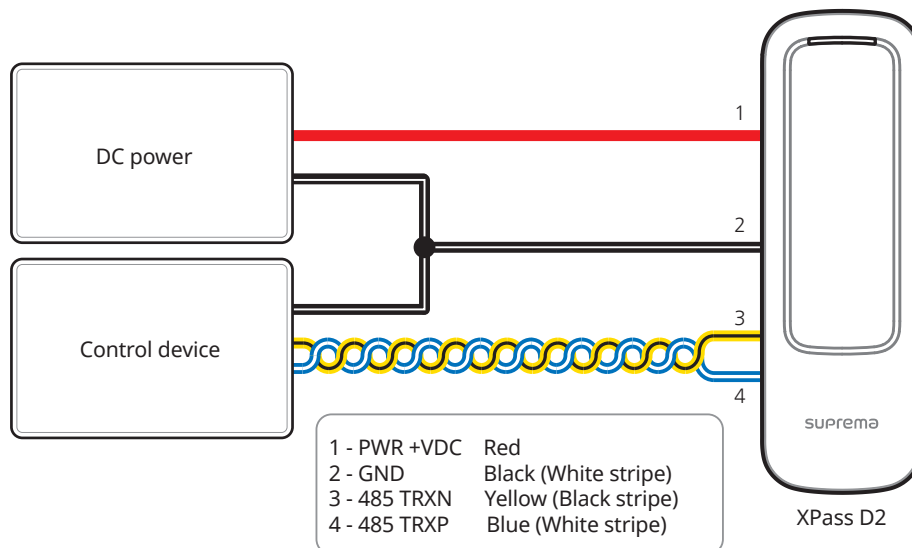 DC power
Control device
1
2
3
4
suprema
XPass D2
1 - PWR +VDC Red
2 - GND Black (White stripe)
3 - 485 TRXN Yellow (Black stripe)
4 - 485 TRXP Blue (White stripe)